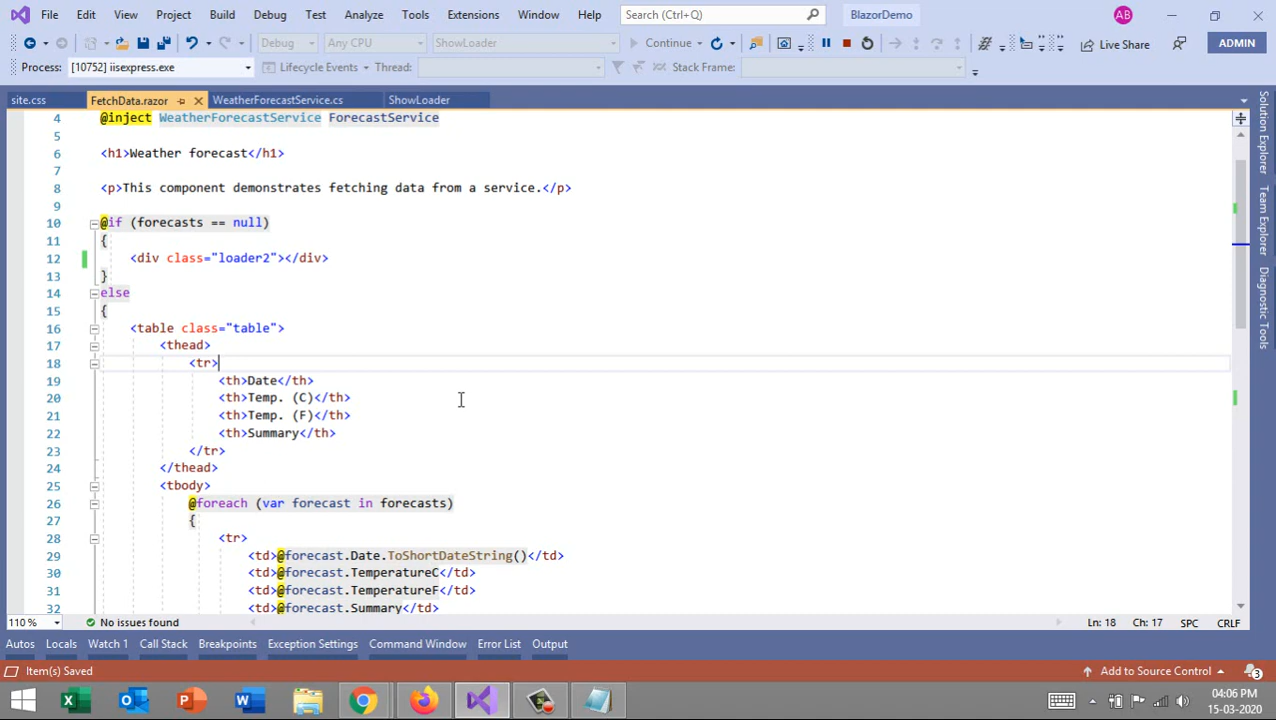 File Edit View Project Build Debug Test Analyze Tools Extensions Window Help Search (Ctrl+Q) BlazorDemo AB
Debug Any CPU ShowLoader Continue Live Share ADMIN
Process: [10752] iisexpress.exe Lifecycle Events Thread: Stack Frame:
site.css FetchData.razor WeatherForecastService.cs ShowLoader
4 @inject WeatherForecastService ForecastService
5
6 <h1>Weather forecast</h1>
7
8 <p>This component demonstrates fetching data from a service.</p>
9
10 @if (forecasts == null)
11 {
12 <div class="loader2"></div>
13 }
14 else
15 {
16 <table class="table">
17 <thead>
18 <tr>
19 <th>Date</th>
20 <th>Temp. (C)</th>
21 <th>Temp. (F)</th>
22 <th>Summary</th>
23 </tr>
24 </thead>
25 <tbody>
26 @foreach (var forecast in forecasts)
27 {
28 <tr>
29 <td>@forecast.Date.ToShortDateString()</td>
30 <td>@forecast.TemperatureC</td>
31 <td>@forecast.TemperatureF</td>
32 <td>@forecast.Summary</td>
Solution Explorer
Team Explorer
Diagnostic Tools
110 % No issues found Ln: 18 Ch: 17 SPC CRLF
Autos Locals Watch 1 Call Stack Breakpoints Exception Settings Command Window Error List Output
Item(s) Saved Add to Source Control 3
04:06 PM
15-03-2020